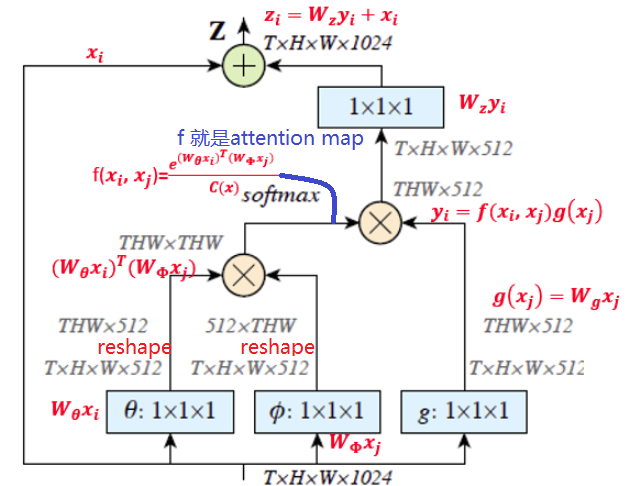 z_i = W_z y_i + x_i
Z
T×H×W×1024
x_i
1×1×1
W_z y_i
f 就是attention map
T×H×W×512
f(x_i, x_j)=e^{(W_θ x_i)^T (W_Φ x_j)}/C(x)
softmax
THW×512
y_i = f(x_i, x_j)g(x_j)
THW×THW
(W_θ x_i)^T (W_Φ x_j)
g(x_j) = W_g x_j
THW×512
512×THW
THW×512
reshape
reshape
T×H×W×512
T×H×W×512
T×H×W×512
W_θ x_i
θ: 1×1×1
ϕ: 1×1×1
g: 1×1×1
W_Φ x_j
T×H×W×1024